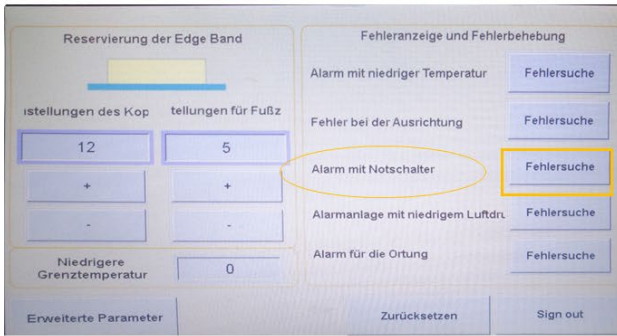 Reservierung der Edge Band
istellungen des Kop
tellungen für Fußz
12
5
+
+
-
-
Niedrigere
Grenztemperatur
0
Erweiterte Parameter
Fehleranzeige und Fehlerbehebung
Alarm mit niedriger Temperatur
Fehlersuche
Fehler bei der Ausrichtung
Fehlersuche
Alarm mit Notschalter
Fehlersuche
Alarmanlage mit niedrigem Luftdru
Fehlersuche
Alarm für die Ortung
Fehlersuche
Zurücksetzen
Sign out